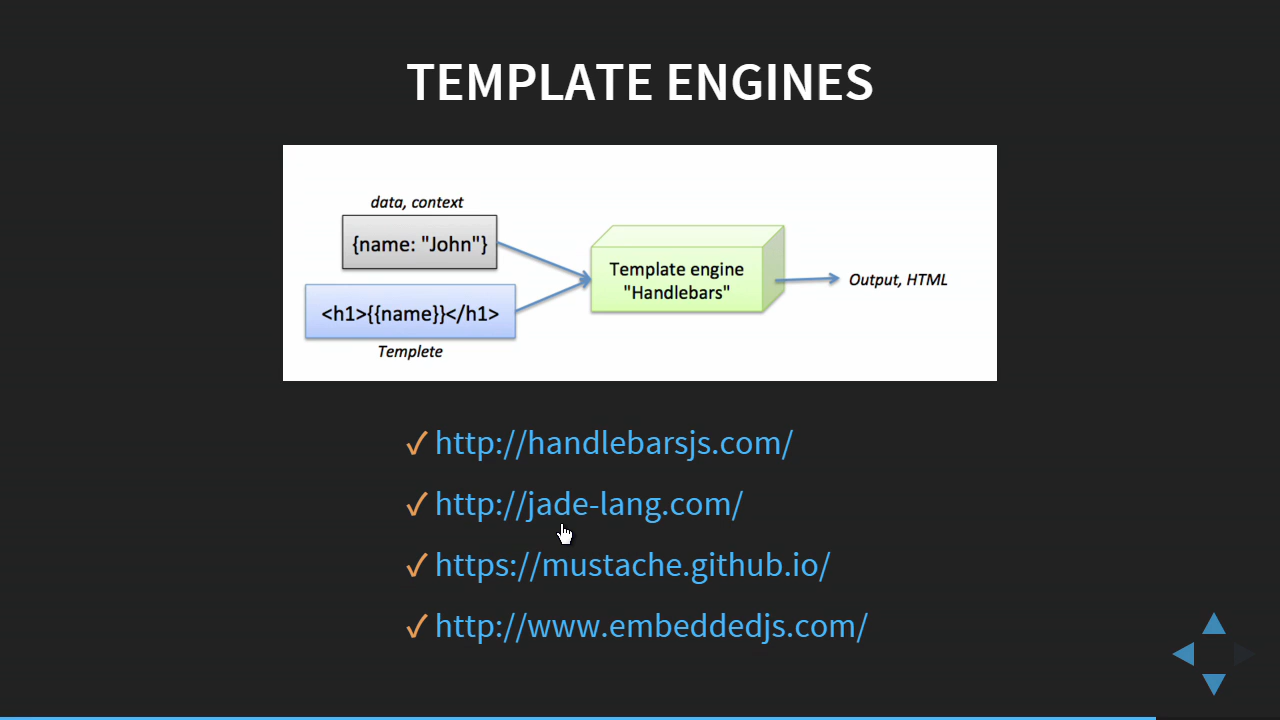 TEMPLATE ENGINES
data, context
{name: "John"}
<h1>{{name}}</h1>
Templete
Template engine
"Handlebars"
Output, HTML
✓ http://handlebarsjs.com/
✓ http://jade-lang.com/
✓ https://mustache.github.io/
✓ http://www.embeddedjs.com/